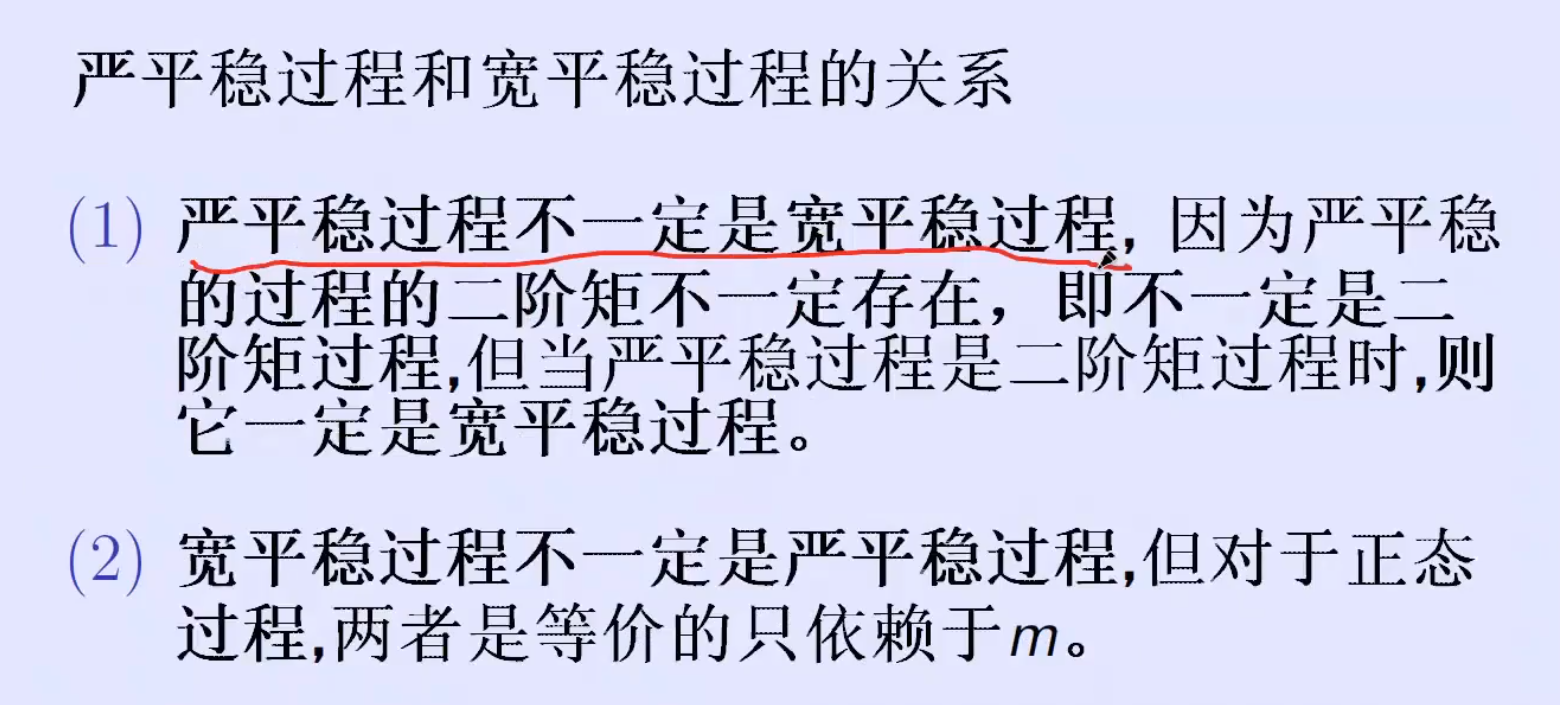 严平稳过程和宽平稳过程的关系
(1) 严平稳过程不一定是宽平稳过程, 因为严平稳
的过程的二阶矩不一定存在，即不一定是二
阶矩过程,但当严平稳过程是二阶矩过程时,则
它一定是宽平稳过程。
(2) 宽平稳过程不一定是严平稳过程,但对于正态
过程,两者是等价的只依赖于m。